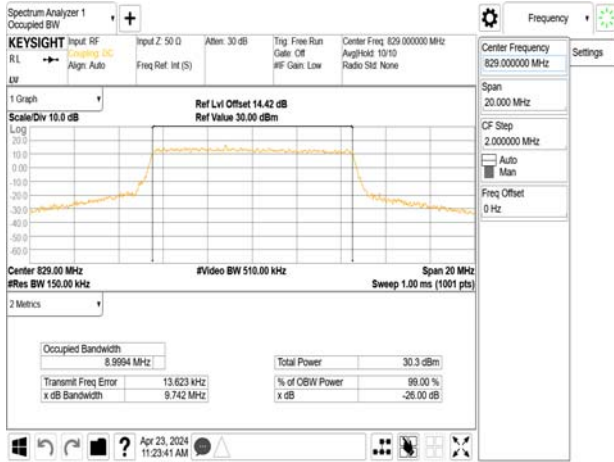 Spectrum Analyzer 1
Occupied BW
KEYSIGHT
RL
Input: RF
Coupling: DC
Align: Auto
Input Z: 50 Ω
Freq Ref: Int (S)
Atten: 30 dB
Trig: Free Run
Gate: Off
#IF Gain: Low
Center Freq: 829.000000 MHz
Avg|Hold: 10/10
Radio Std: None
1 Graph
Scale/Div 10.0 dB
Ref Lvl Offset 14.42 dB
Ref Value 30.00 dBm
Log
20.0
10.0
0.00
-10.0
-20.0
-30.0
-40.0
-50.0
-60.0
Center 829.00 MHz
#Res BW 150.00 kHz
#Video BW 510.00 kHz
Span 20 MHz
Sweep 1.00 ms (1001 pts)
2 Metrics
Occupied Bandwidth
8.9994 MHz
Transmit Freq Error 13.623 kHz
x dB Bandwidth 9.742 MHz
Total Power 30.3 dBm
% of OBW Power 99.00 %
x dB -26.00 dB
Apr 23, 2024
11:23:41 AM
Frequency
Settings
Center Frequency
829.000000 MHz
Span
20.000 MHz
CF Step
2.000000 MHz
Auto
Man
Freq Offset
0 Hz